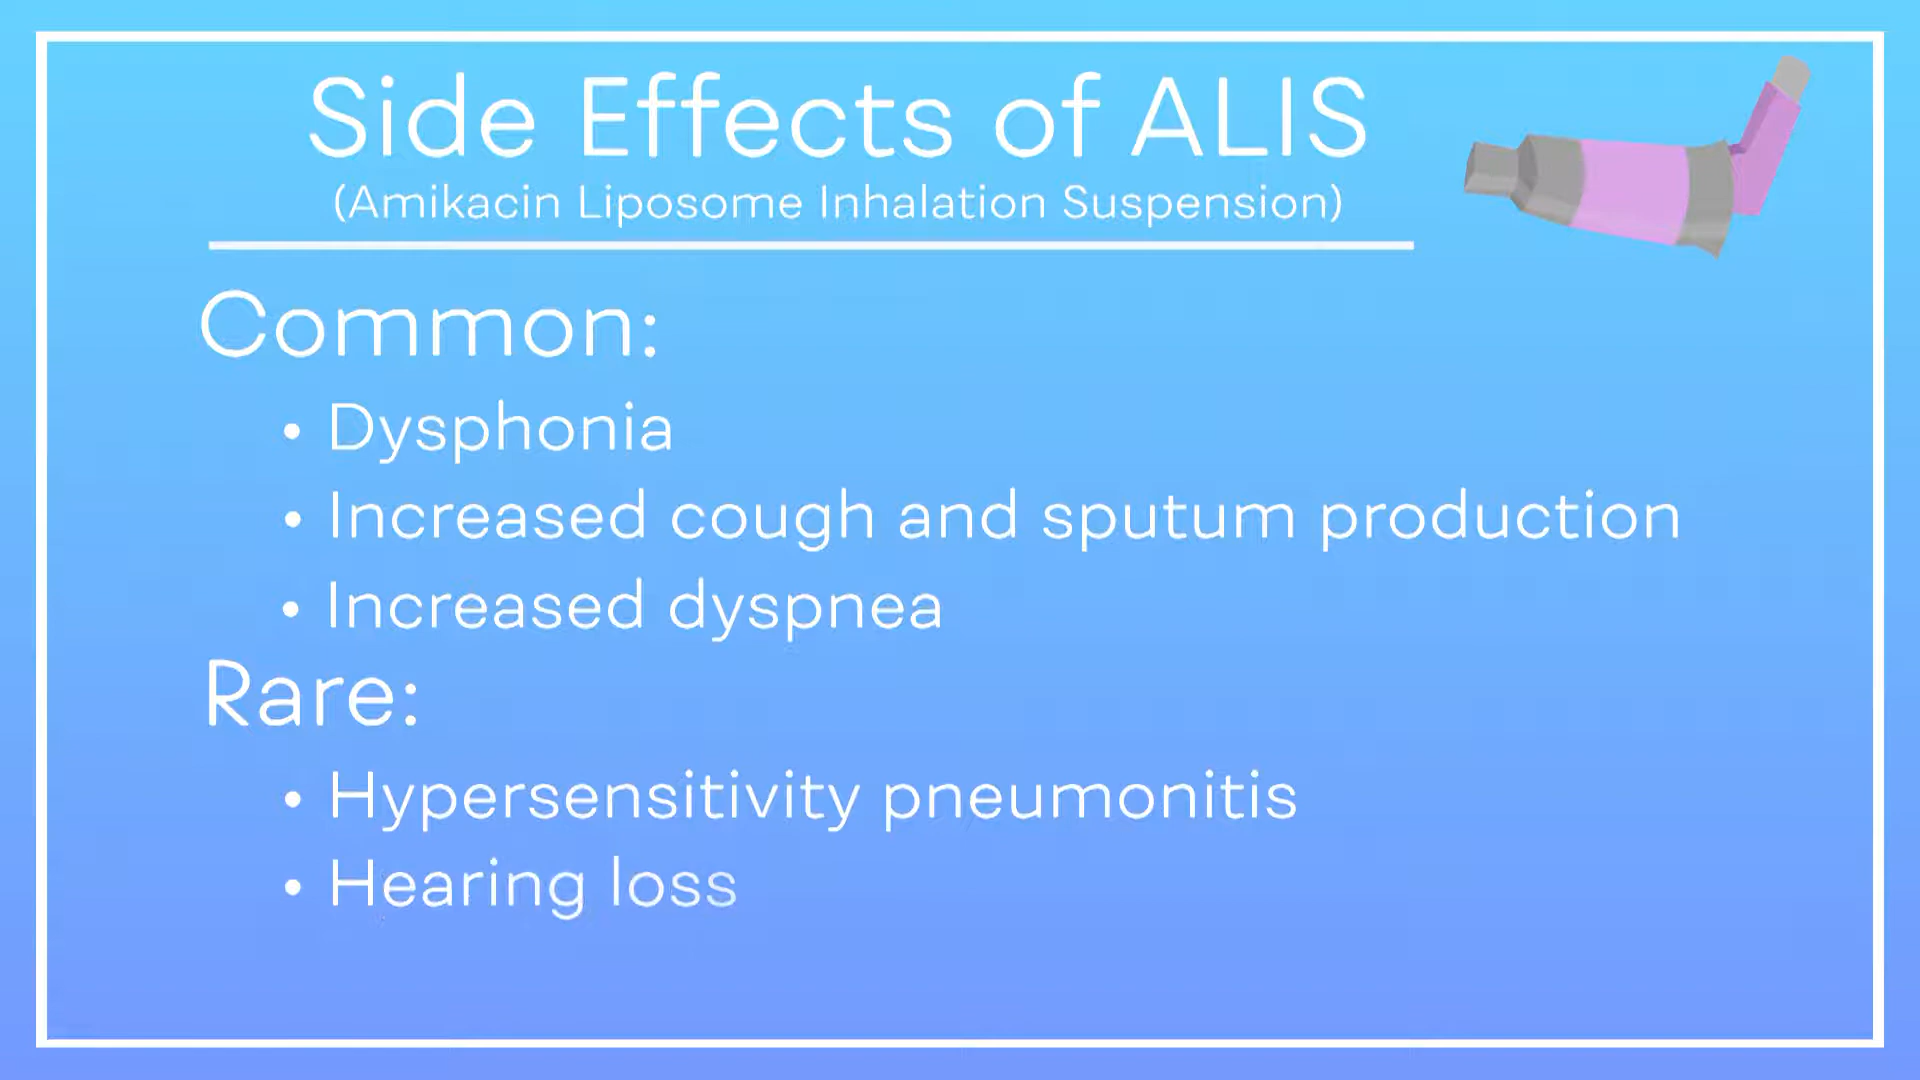 Side Effects of ALIS
(Amikacin Liposome Inhalation Suspension)
Common:
• Dysphonia
• Increased cough and sputum production
• Increased dyspnea
Rare:
• Hypersensitivity pneumonitis
• Hearing loss